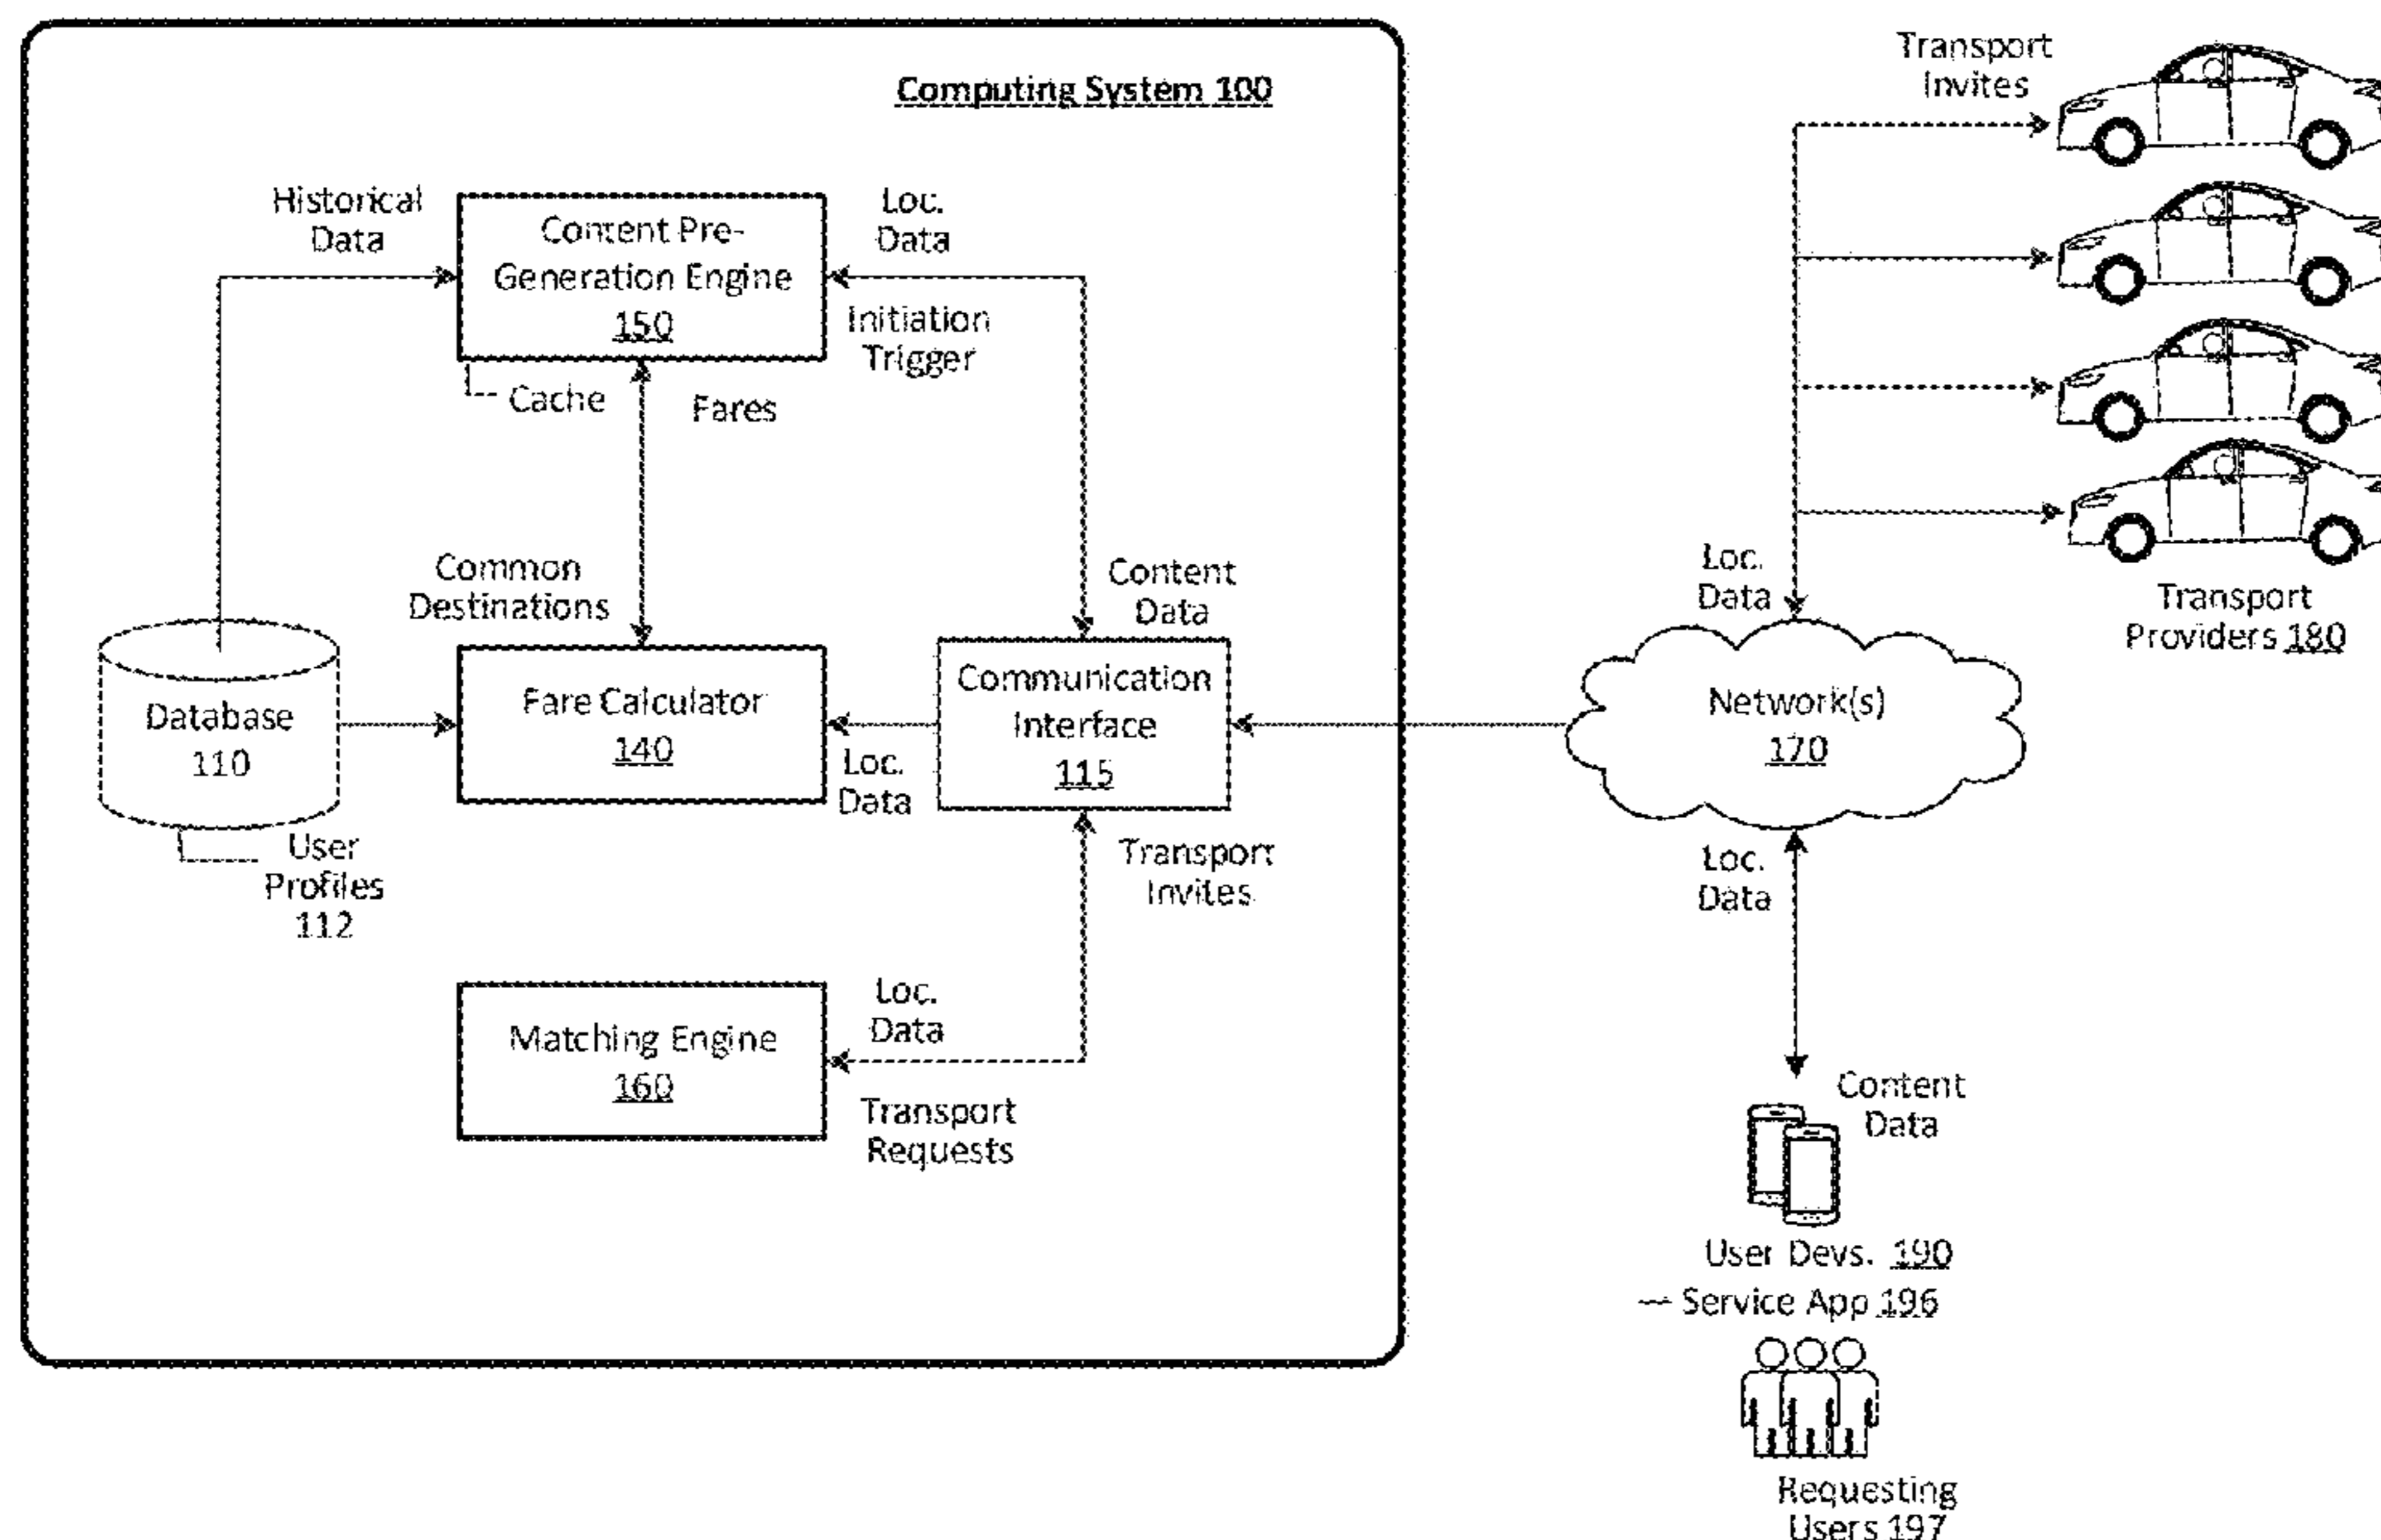 Computing System 100
Transport
Invites
Historical
Data
Content Pre-
Generation Engine
150
Loc.
Data
Initiation
Trigger
Cache
Fares
Common
Destinations
Content
Data
Loc.
Data
Transport
Providers 180
Database
110
Fare Calculator
140
Loc.
Data
Communication
Interface
115
Network(s)
170
User
Profiles
112
Transport
Invites
Loc.
Data
Matching Engine
160
Loc.
Data
Transport
Requests
Content
Data
User Devs. 190
Service App 196
Requesting
Users 197